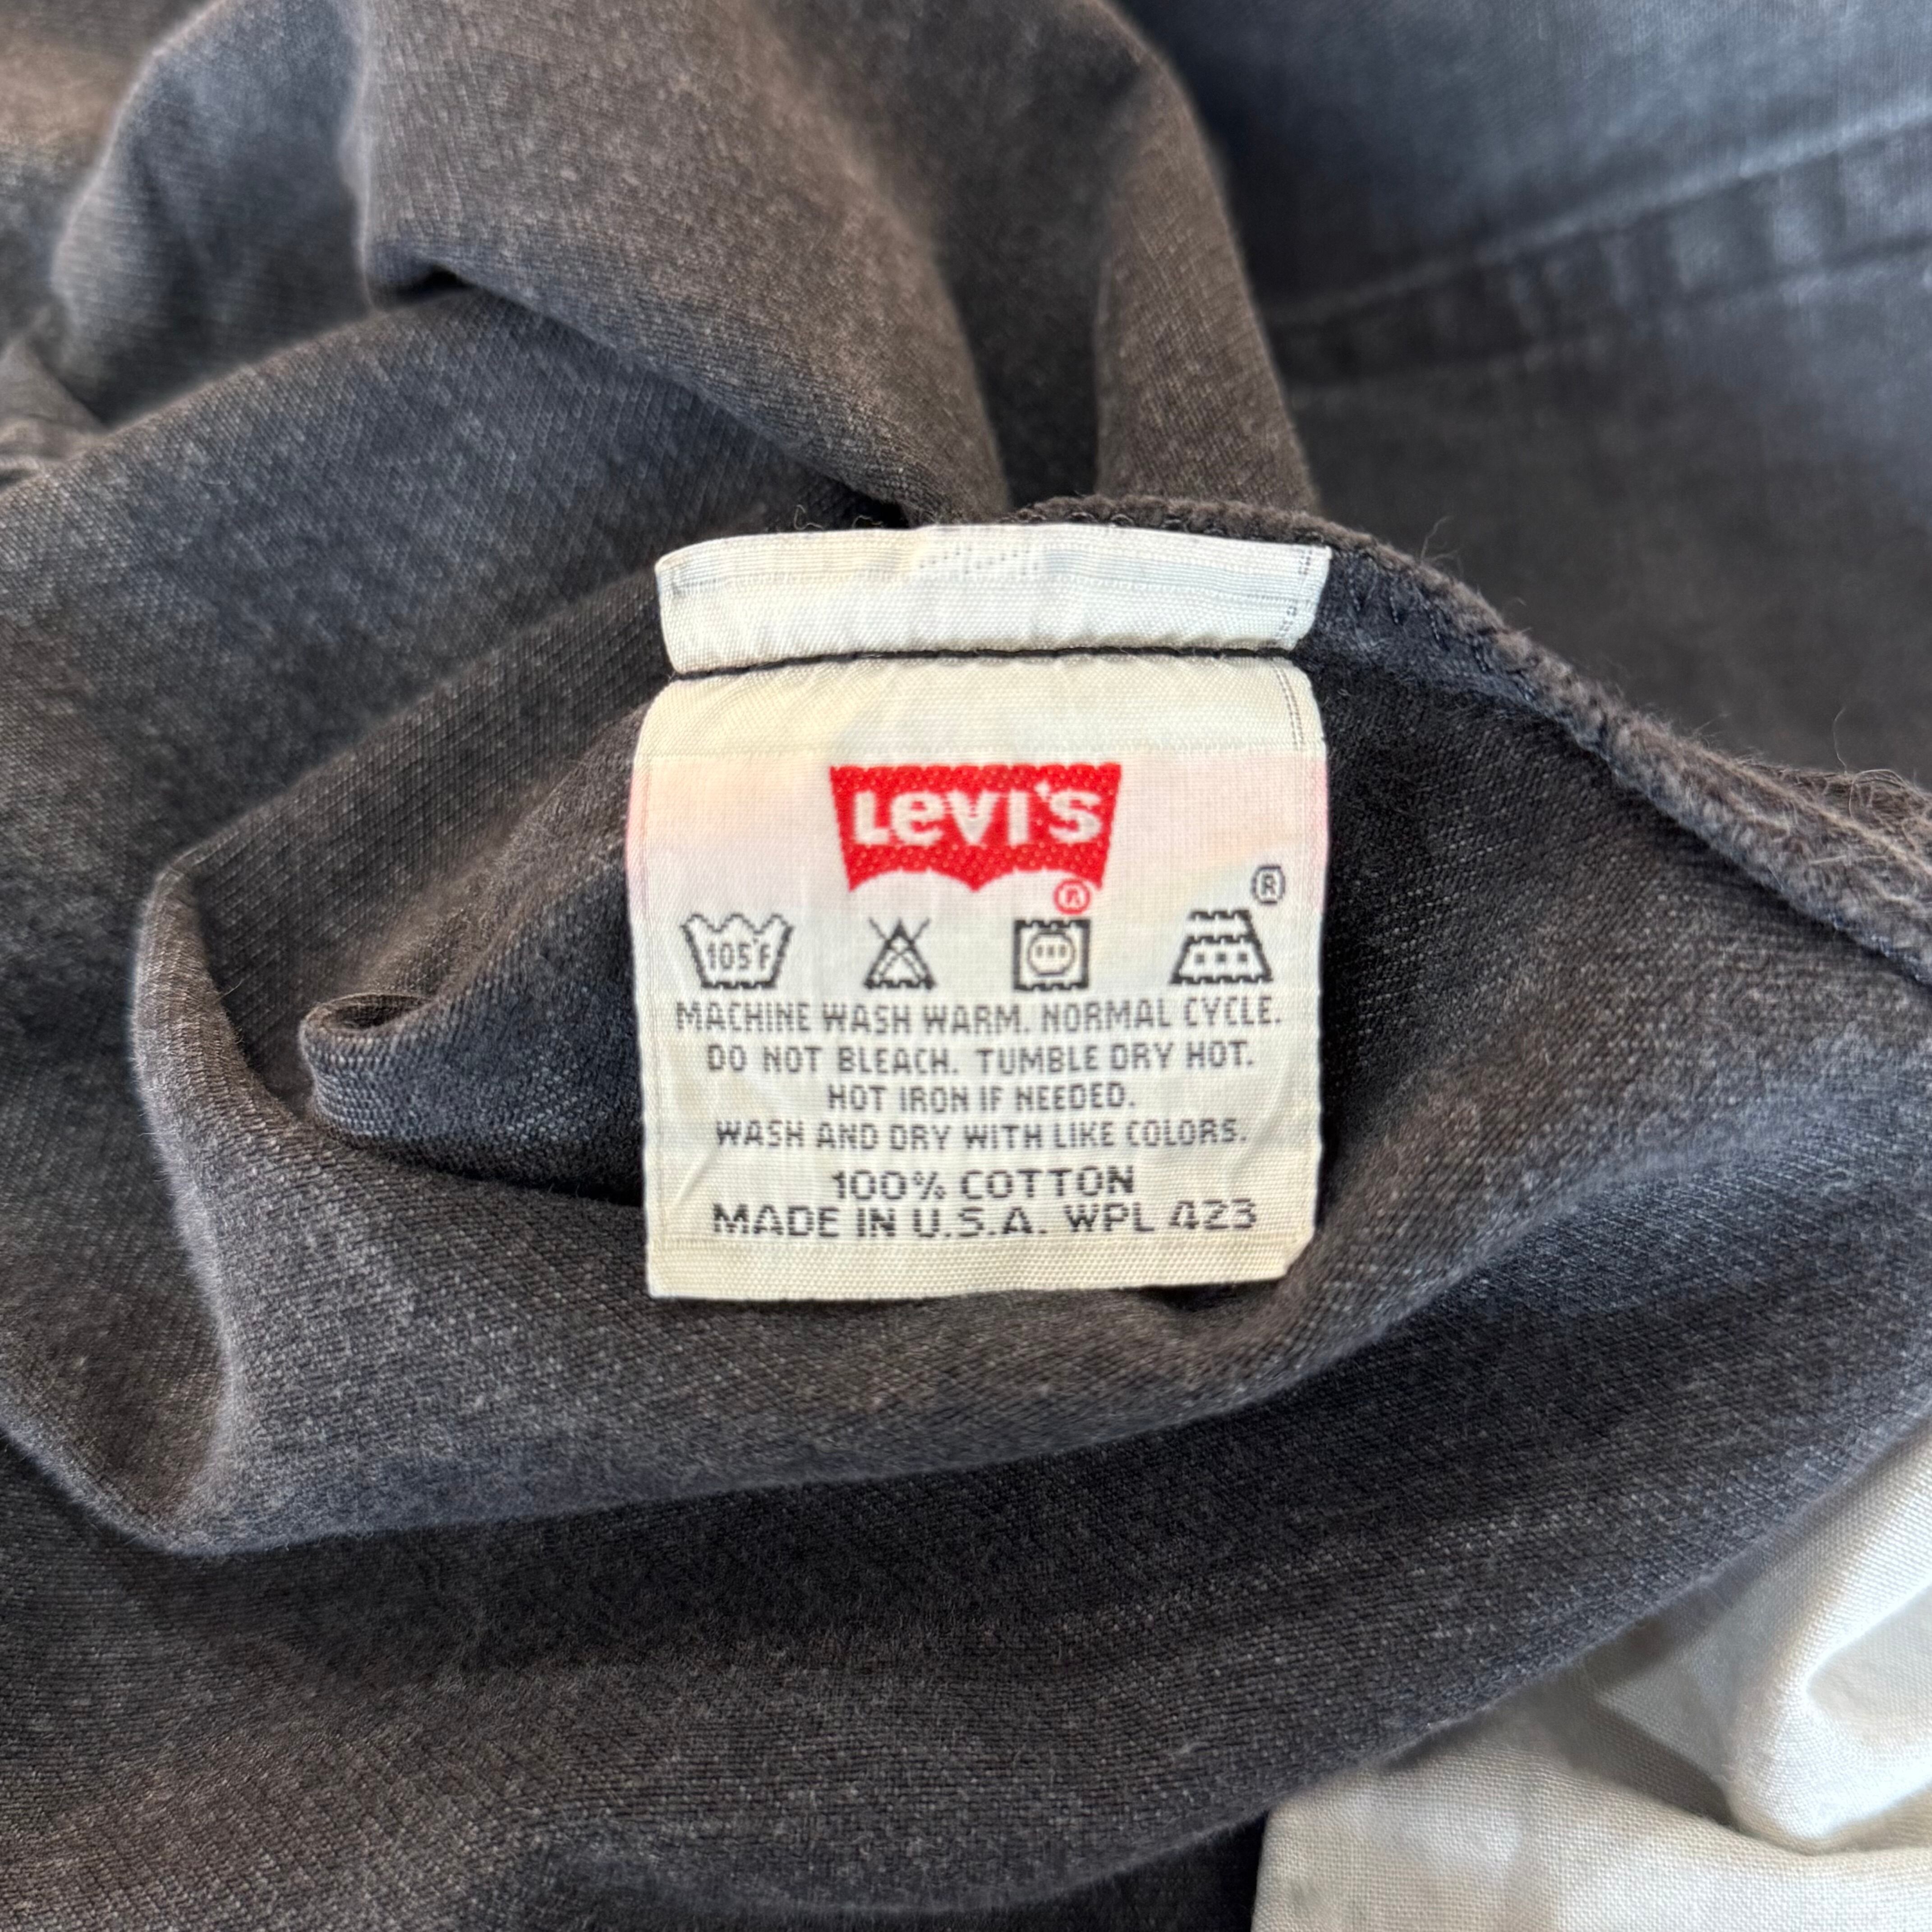 Levi's
®
®
105°F
MACHINE WASH WARM. NORMAL CYCLE.
DO NOT BLEACH. TUMBLE DRY HOT.
HOT IRON IF NEEDED.
WASH AND DRY WITH LIKE COLORS.
100% COTTON
MADE IN U.S.A. WPL 423